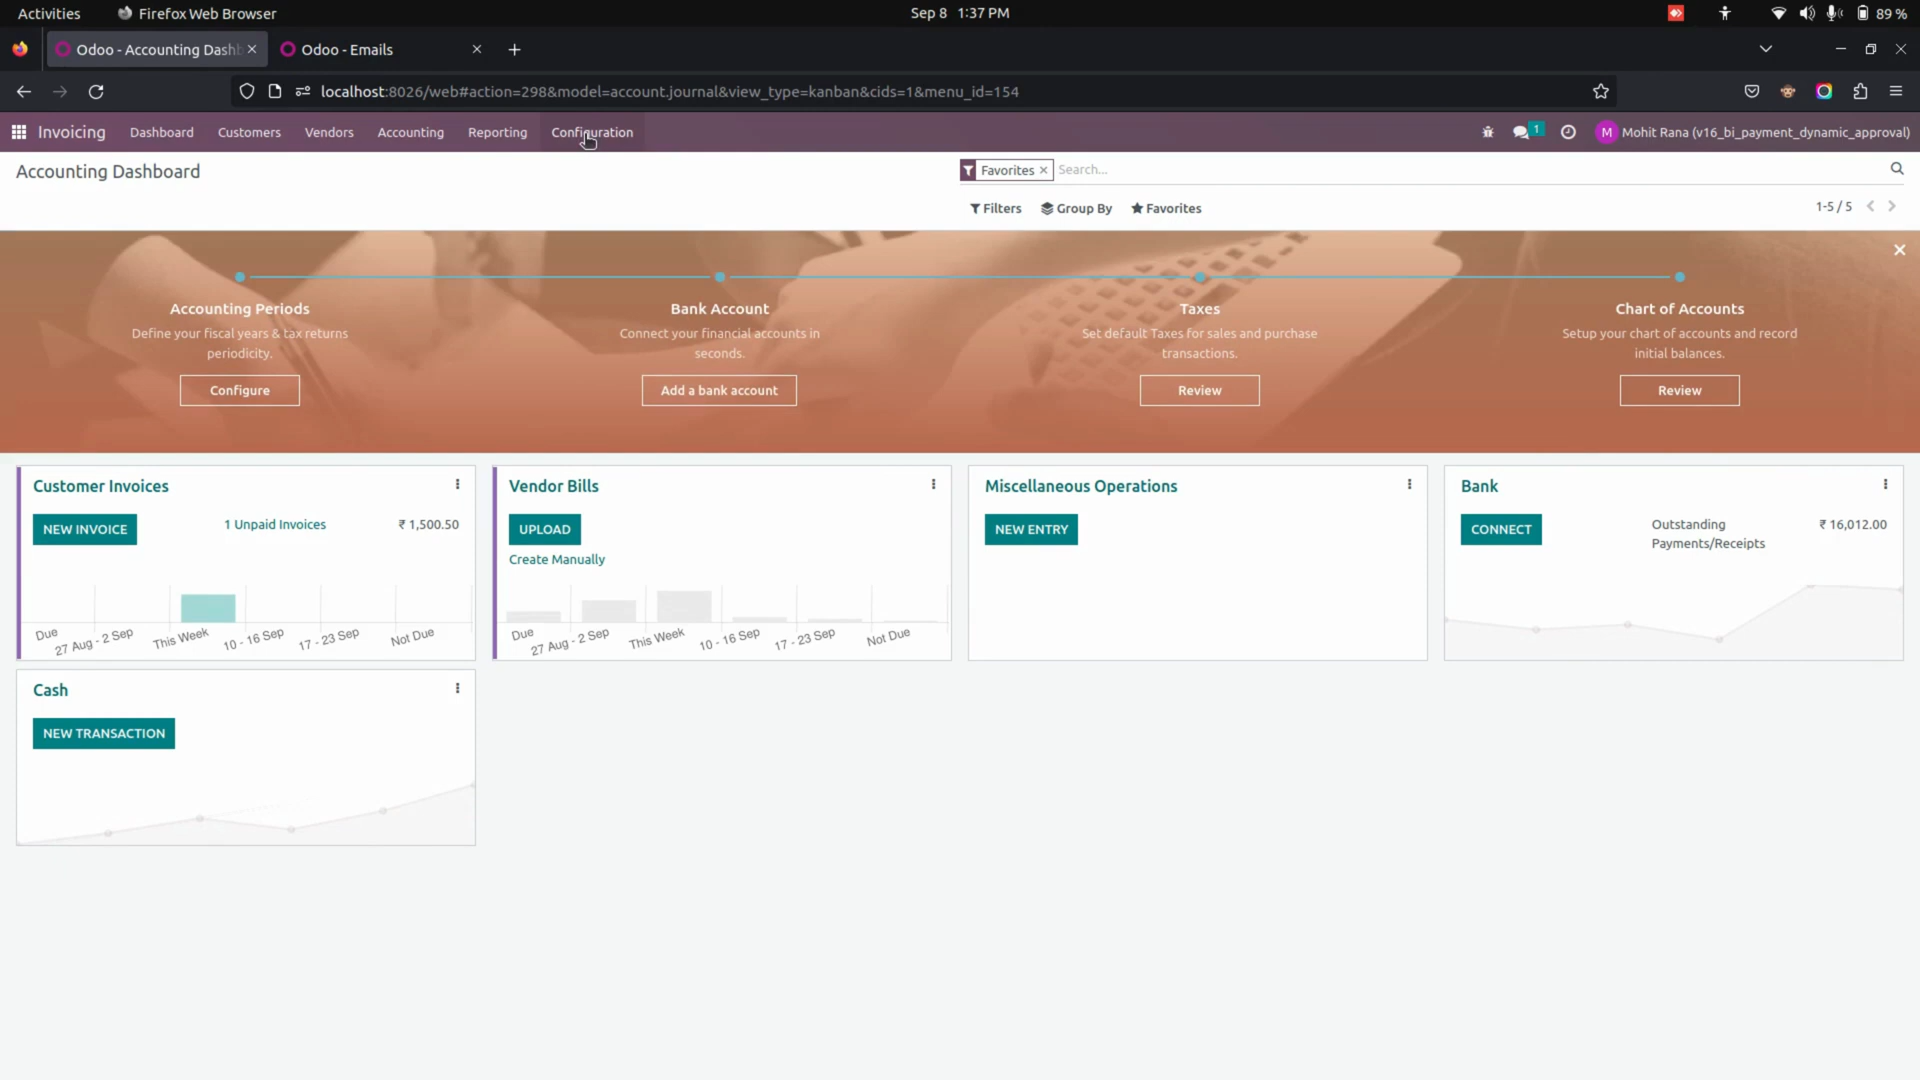 Activities Firefox Web Browser Sep 8 1:37 PM 89 %
Odoo - Accounting Dashb Odoo - Emails
localhost:8026/web#action=298&model=account.journal&view_type=kanban&cids=1&menu_id=154
Invoicing Dashboard Customers Vendors Accounting Reporting Configuration 1 M Mohit Rana (v16_bi_payment_dynamic_approval)
Accounting Dashboard Favorites Search...
Filters Group By Favorites 1-5 / 5
Accounting Periods Bank Account Taxes Chart of Accounts
Define your fiscal years & tax returns Connect your financial accounts in Set default Taxes for sales and purchase Setup your chart of accounts and record
periodicity. seconds. transactions. initial balances.
Configure Add a bank account Review Review
Customer Invoices Vendor Bills Miscellaneous Operations Bank
NEW INVOICE 1 Unpaid Invoices ₹ 1,500.50 UPLOAD NEW ENTRY CONNECT Outstanding ₹ 16,012.00
Payments/Receipts
Create Manually
Due 27 Aug - 2 Sep This Week 10 - 16 Sep 17 - 23 Sep Not Due Due 27 Aug - 2 Sep This Week 10 - 16 Sep 17 - 23 Sep Not Due
Cash
NEW TRANSACTION